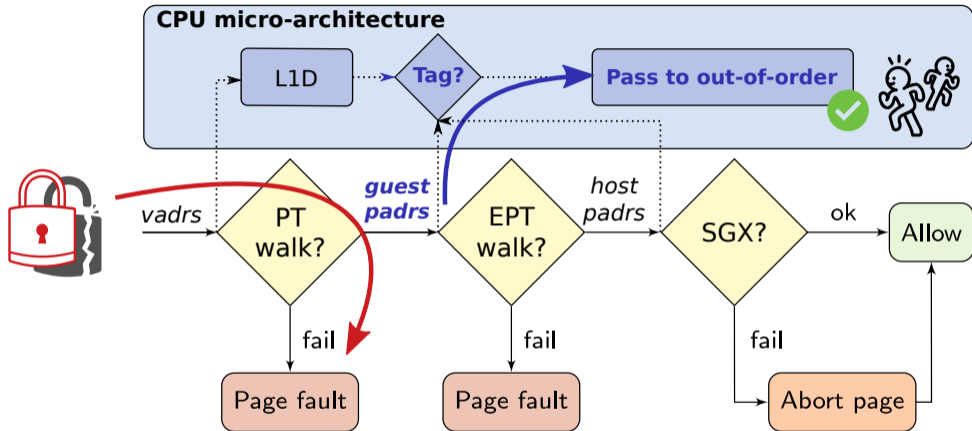 CPU micro-architecture
L1D
Tag?
Pass to out-of-order
vadrs
PT
walk?
guest
padrs
EPT
walk?
host
padrs
SGX?
ok
Allow
fail
fail
fail
Page fault
Page fault
Abort page